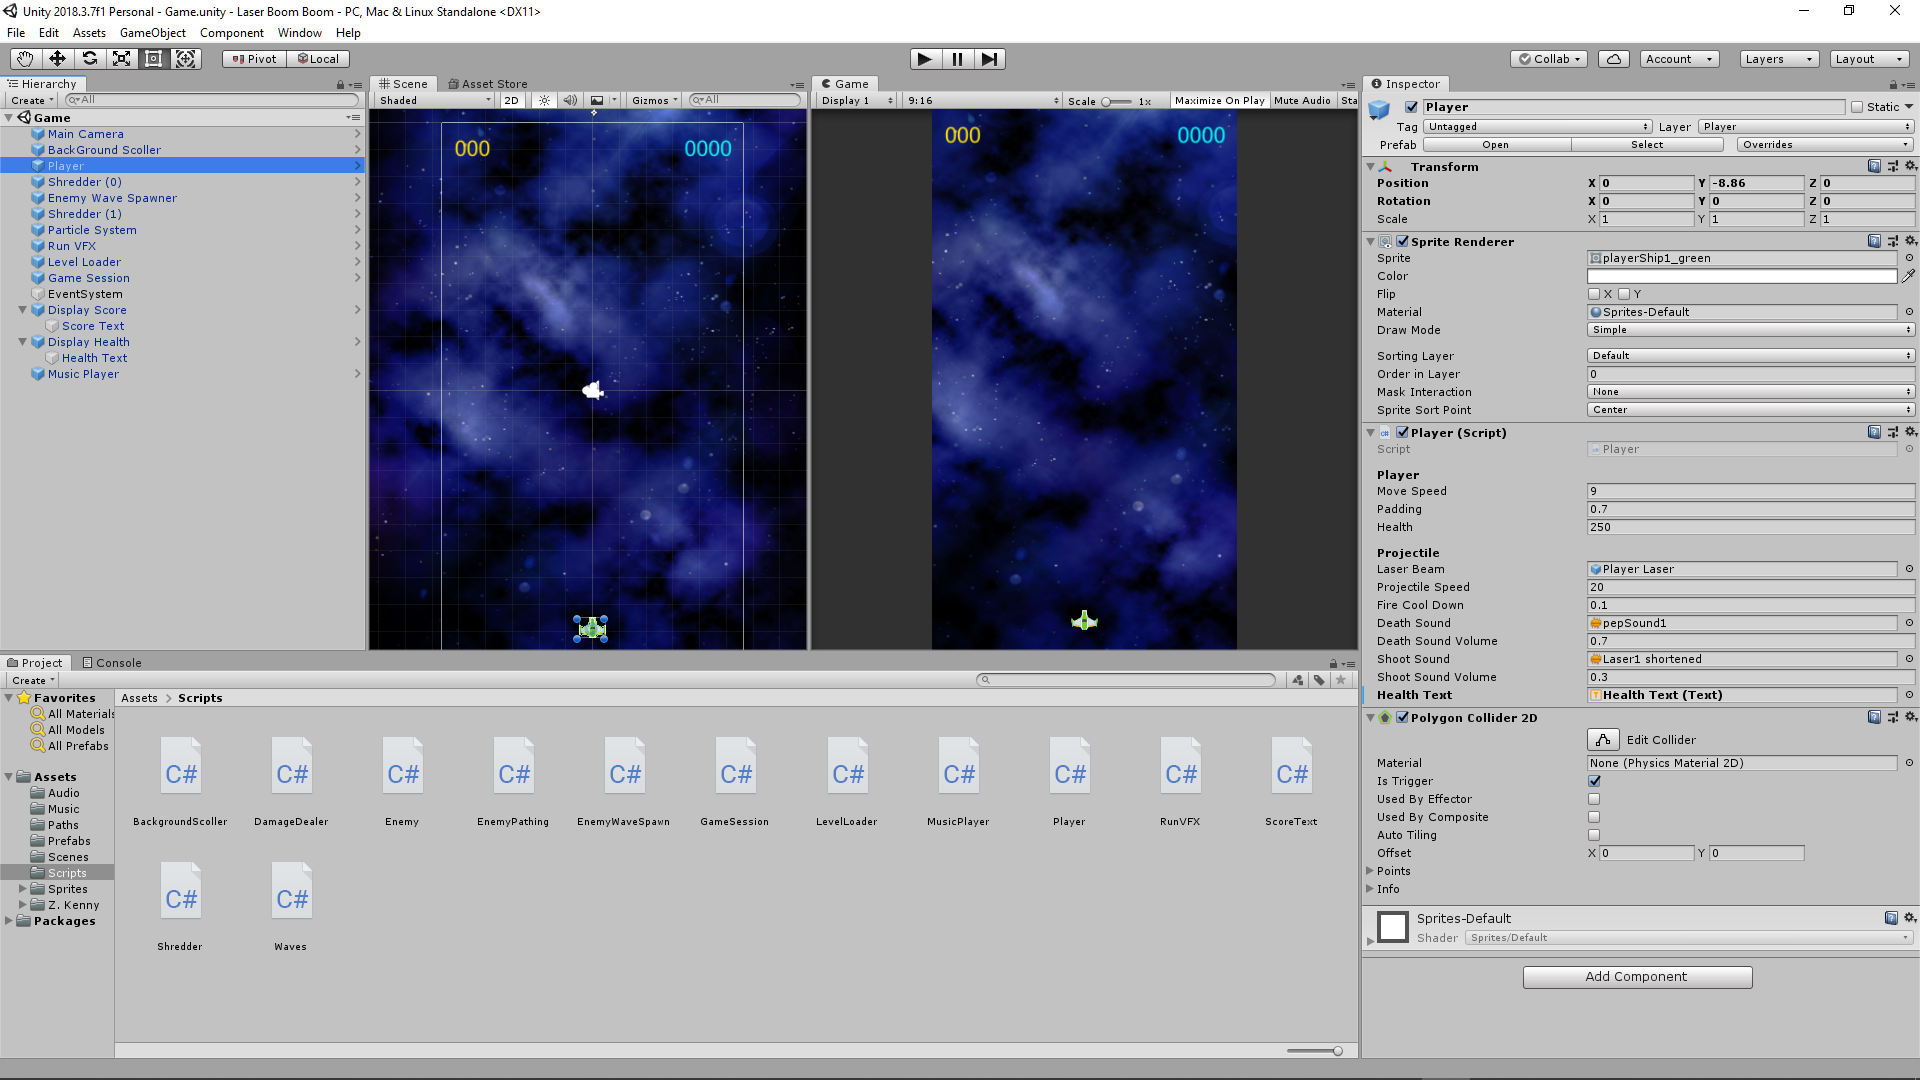 Unity 2018.3.7f1 Personal - Game.unity - Laser Boom Boom - PC, Mac & Linux Standalone <DX11>
File Edit Assets GameObject Component Window Help
Pivot Local Collab Account Layers Layout
Hierarchy
Create All
Game
Main Camera
BackGround Scoller
Player
Shredder (0)
Enemy Wave Spawner
Shredder (1)
Particle System
Run VFX
Level Loader
Game Session
EventSystem
Display Score
Score Text
Display Health
Health Text
Music Player
Scene Asset Store
Shaded 2D Gizmos All
000 0000
Game
Display 1 9:16 Scale 1x Maximize On Play Mute Audio Sta
000 0000
Inspector
Player Static
Tag Untagged Layer Player
Prefab Open Select Overrides
Transform
Position X 0 Y -8.86 Z 0
Rotation X 0 Y 0 Z 0
Scale X 1 Y 1 Z 1
Sprite Renderer
Sprite playerShip1_green
Color
Flip X Y
Material Sprites-Default
Draw Mode Simple
Sorting Layer Default
Order in Layer 0
Mask Interaction None
Sprite Sort Point Center
Player (Script)
Script Player
Player
Move Speed 9
Padding 0.7
Health 250
Projectile
Laser Beam Player Laser
Projectile Speed 20
Fire Cool Down 0.1
Death Sound pepSound1
Death Sound Volume 0.7
Shoot Sound Laser1 shortened
Shoot Sound Volume 0.3
Health Text Health Text (Text)
Polygon Collider 2D
Edit Collider
Material None (Physics Material 2D)
Is Trigger
Used By Effector
Used By Composite
Auto Tiling
Offset X 0 Y 0
Points
Info
Sprites-Default
Shader Sprites/Default
Add Component
Project Console
Create
Favorites
All Materials
All Models
All Prefabs
Assets
Audio
Music
Paths
Prefabs
Scenes
Scripts
Sprites
Z. Kenny
Packages
Assets > Scripts
C# C# C# C# C# C# C# C# C# C# C#
BackgroundScoller DamageDealer Enemy EnemyPathing EnemyWaveSpawn GameSession LevelLoader MusicPlayer Player RunVFX ScoreText
C# C#
Shredder Waves